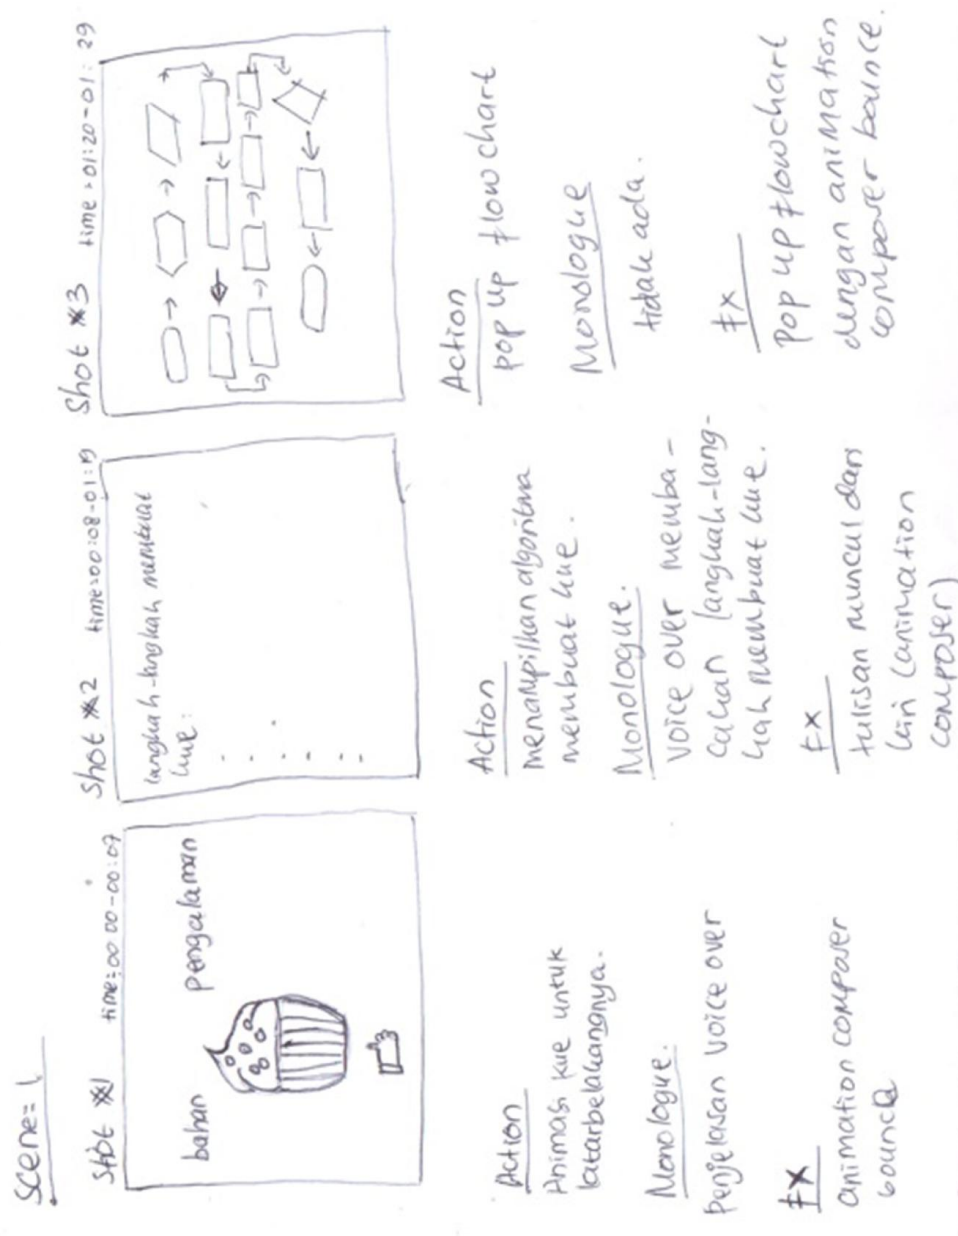 Scene= 1
Shot #1 time=00:00-00:07
bahan pengalaman
Action
Animasi kue untuk
latarbelakangnya.
Monologue.
Penjelasan voice over
FX
animation composer
bounce
Shot #2 time=00:08-01:19
langkah-langkah membuat
kue:
Action
menampilkan algoritma
membuat kue.
Monologue.
Voice over memba-
cakan langkah-lang-
kah membuat kue.
FX
tulisan muncul dari
kiri (animation
composer)
Shot #3 time=01:20-01:29
Action
pop up flowchart
Monologue
tidak ada.
FX
Pop up flowchart
dengan animation
composer bounce.